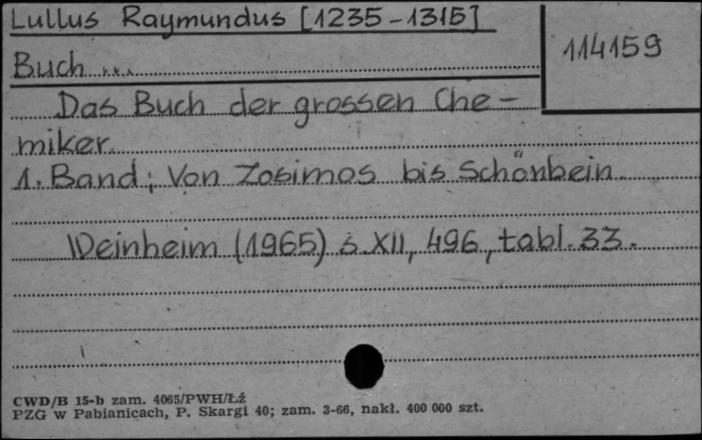 Lullus Raymundus [1235-1315]
114159
Buch ...
Das Buch der grossen Che-
miker.
1. Band: Von Zosimos bis Schönbein
Weinheim (1965) s. XII, 496, tabl. 33.
CWD/B 15-b zam. 4065/PWH/Łź
PZG w Pabianicach, P. Skargi 40; zam. 3-66, nakł. 400 000 szt.